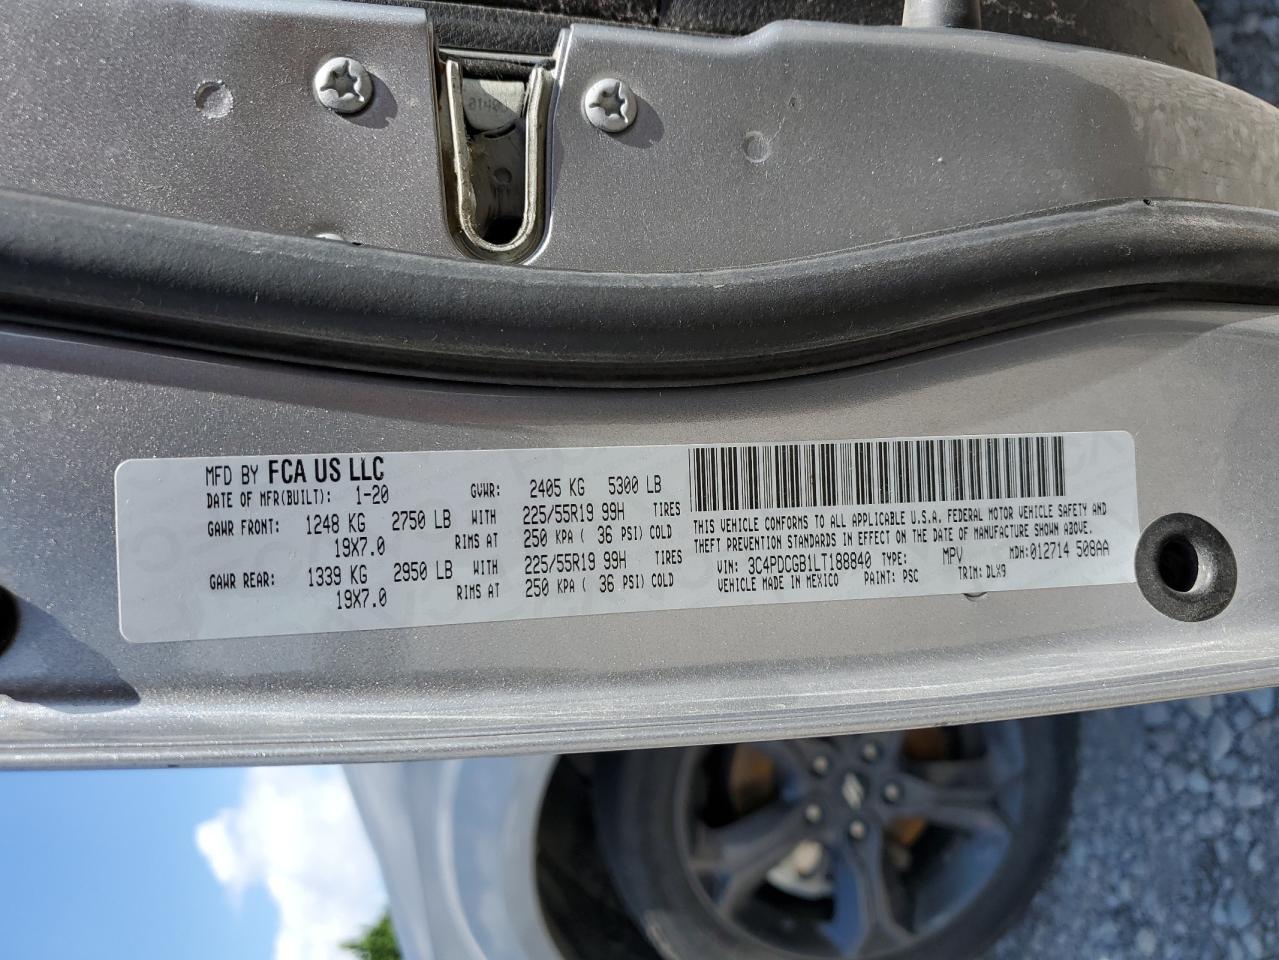 MFD BY FCA US LLC
DATE OF MFR(BUILT): 1-20 GVWR: 2405 KG 5300 LB
GAWR FRONT: 1248 KG 2750 LB WITH 225/55R19 99H TIRES
19X7.0 RIMS AT 250 KPA ( 36 PSI) COLD
GAWR REAR: 1339 KG 2950 LB WITH 225/55R19 99H TIRES
19X7.0 RIMS AT 250 KPA ( 36 PSI) COLD
THIS VEHICLE CONFORMS TO ALL APPLICABLE U.S.A. FEDERAL MOTOR VEHICLE SAFETY AND
THEFT PREVENTION STANDARDS IN EFFECT ON THE DATE OF MANUFACTURE SHOWN ABOVE.
VIN: 3C4PDCGB1LT188840 TYPE: MPV MDH: 012714 509AA
VEHICLE MADE IN MEXICO PAINT: PSC TRIM: DLX9